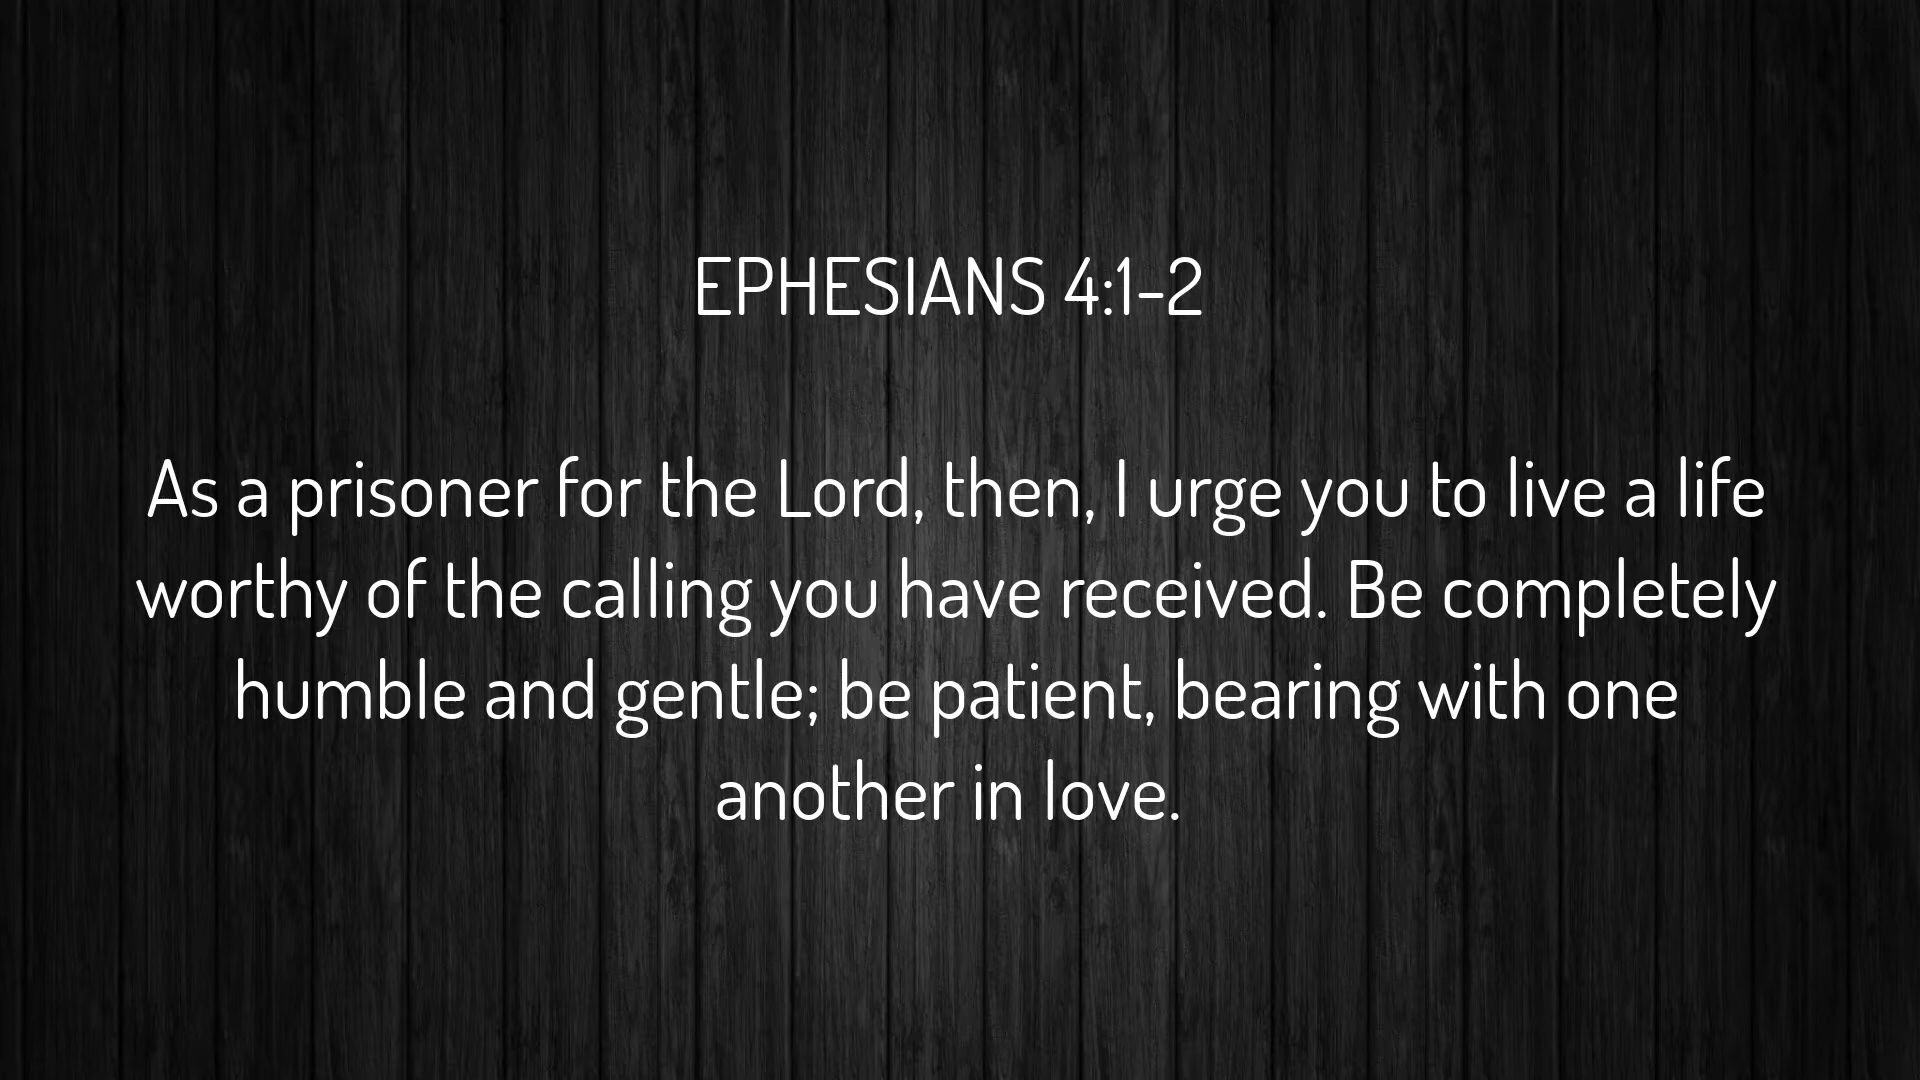 EPHESIANS 4:1-2
As a prisoner for the Lord, then, I urge you to live a life
worthy of the calling you have received. Be completely
humble and gentle; be patient, bearing with one
another in love.